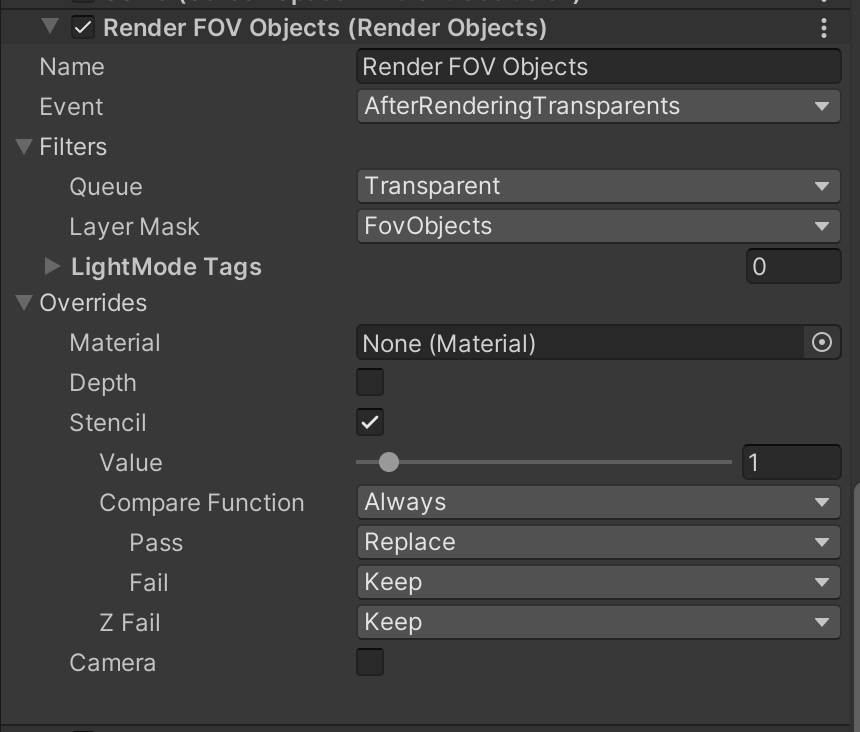 Render FOV Objects (Render Objects)
Name Render FOV Objects
Event AfterRenderingTransparents
Filters
Queue Transparent
Layer Mask FovObjects
LightMode Tags 0
Overrides
Material None (Material)
Depth
Stencil
Value 1
Compare Function Always
Pass Replace
Fail Keep
Z Fail Keep
Camera